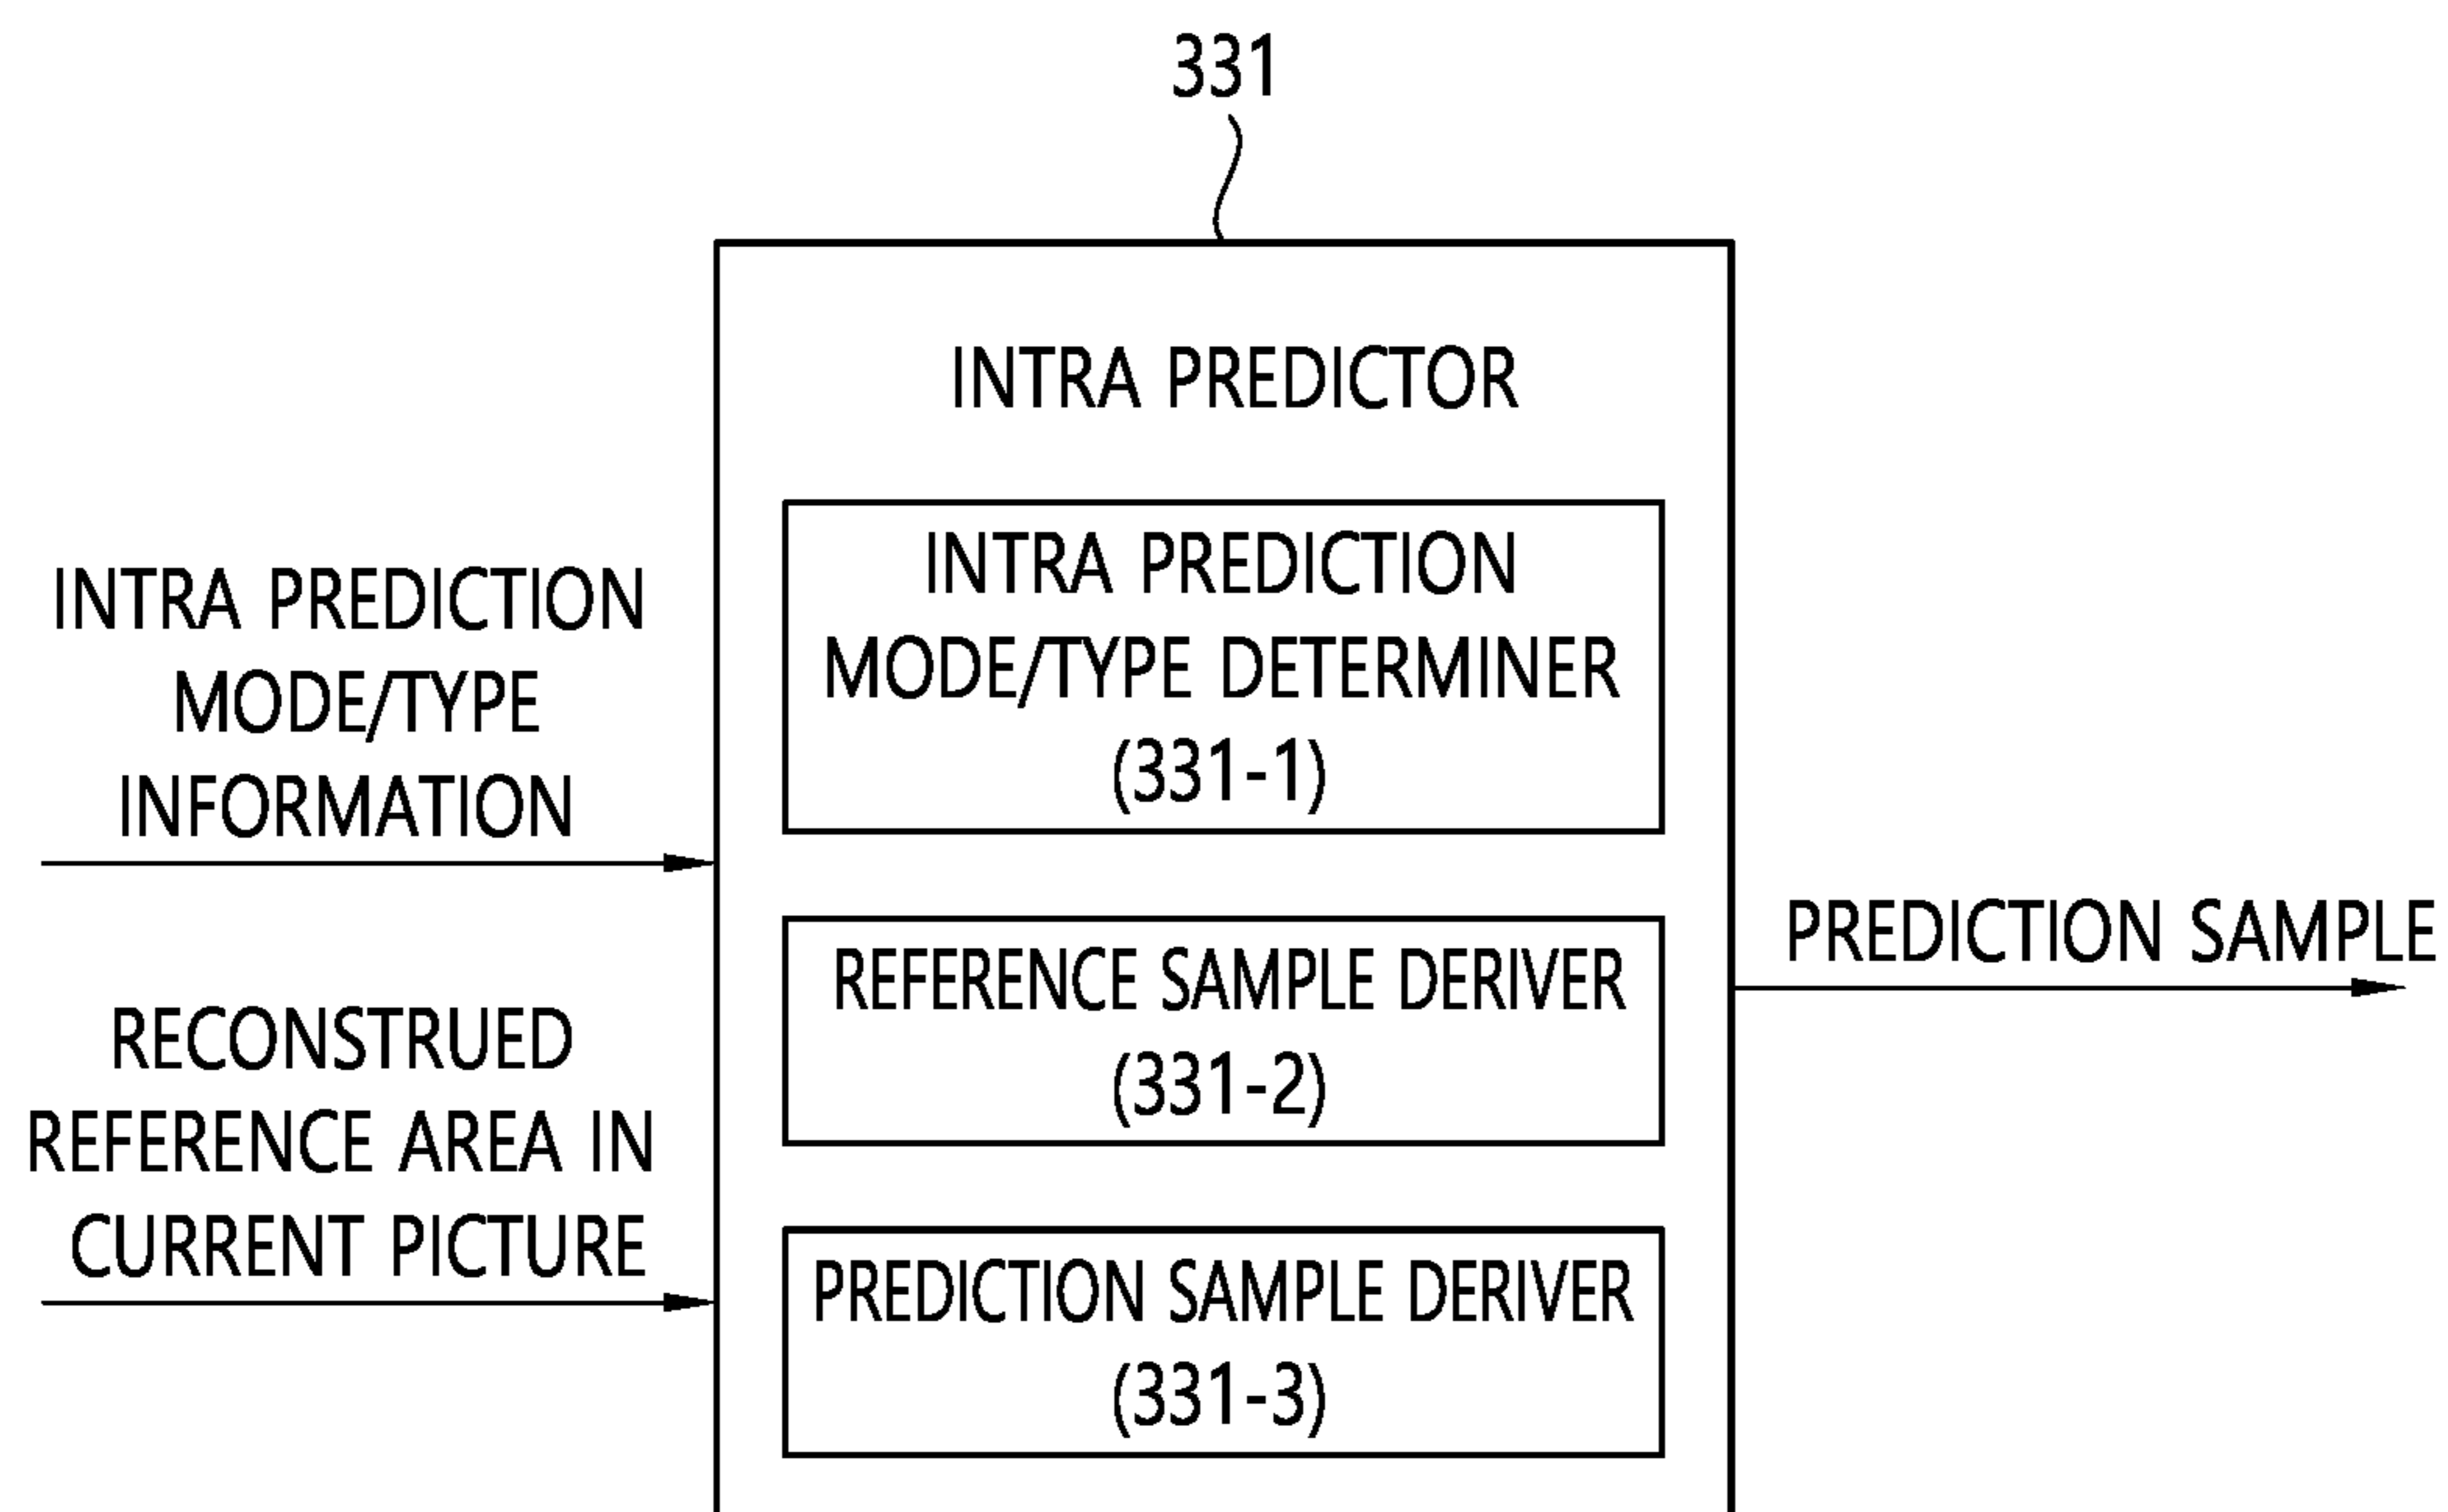 331
INTRA PREDICTOR
INTRA PREDICTION
MODE/TYPE DETERMINER
(331-1)
REFERENCE SAMPLE DERIVER
(331-2)
PREDICTION SAMPLE DERIVER
(331-3)
INTRA PREDICTION
MODE/TYPE
INFORMATION
RECONSTRUED
REFERENCE AREA IN
CURRENT PICTURE
PREDICTION SAMPLE